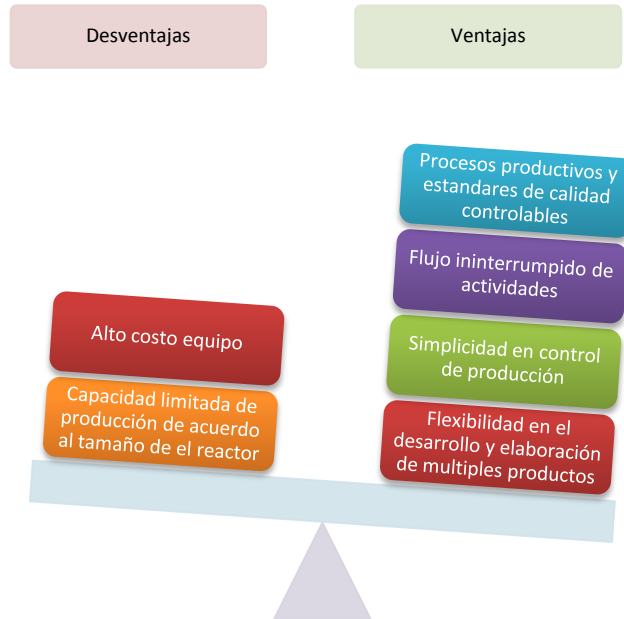 Desventajas
Ventajas
Procesos productivos y
estandares de calidad
controlables
Flujo ininterrumpido de
actividades
Simplicidad en control
de producción
Flexibilidad en el
desarrollo y elaboración
de multiples productos
Alto costo equipo
Capacidad limitada de
producción de acuerdo
al tamaño de el reactor